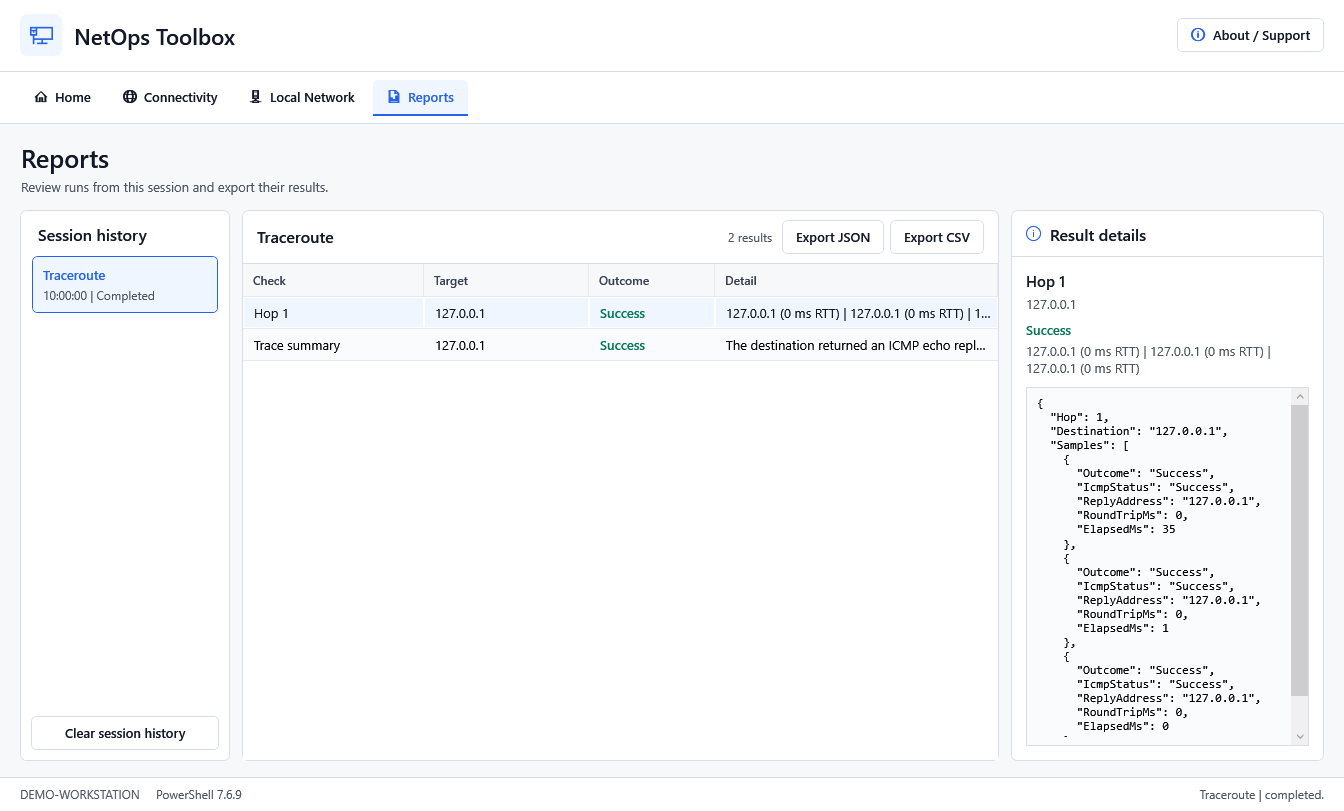 NetOps Toolbox
About / Support
Home
Connectivity
Local Network
Reports
Reports
Review runs from this session and export their results.
Session history
Traceroute
10:00:00 | Completed
Clear session history
Traceroute
2 results
Export JSON
Export CSV
Check Target Outcome Detail
Hop 1 127.0.0.1 Success 127.0.0.1 (0 ms RTT) | 127.0.0.1 (0 ms RTT) | 1...
Trace summary 127.0.0.1 Success The destination returned an ICMP echo repl...
Result details
Hop 1
127.0.0.1
Success
127.0.0.1 (0 ms RTT) | 127.0.0.1 (0 ms RTT) |
127.0.0.1 (0 ms RTT)
{
"Hop": 1,
"Destination": "127.0.0.1",
"Samples": [
{
"Outcome": "Success",
"IcmpStatus": "Success",
"ReplyAddress": "127.0.0.1",
"RoundTripMs": 0,
"ElapsedMs": 35
},
{
"Outcome": "Success",
"IcmpStatus": "Success",
"ReplyAddress": "127.0.0.1",
"RoundTripMs": 0,
"ElapsedMs": 1
},
{
"Outcome": "Success",
"IcmpStatus": "Success",
"ReplyAddress": "127.0.0.1",
"RoundTripMs": 0,
"ElapsedMs": 0
DEMO-WORKSTATION
PowerShell 7.6.9
Traceroute | completed.